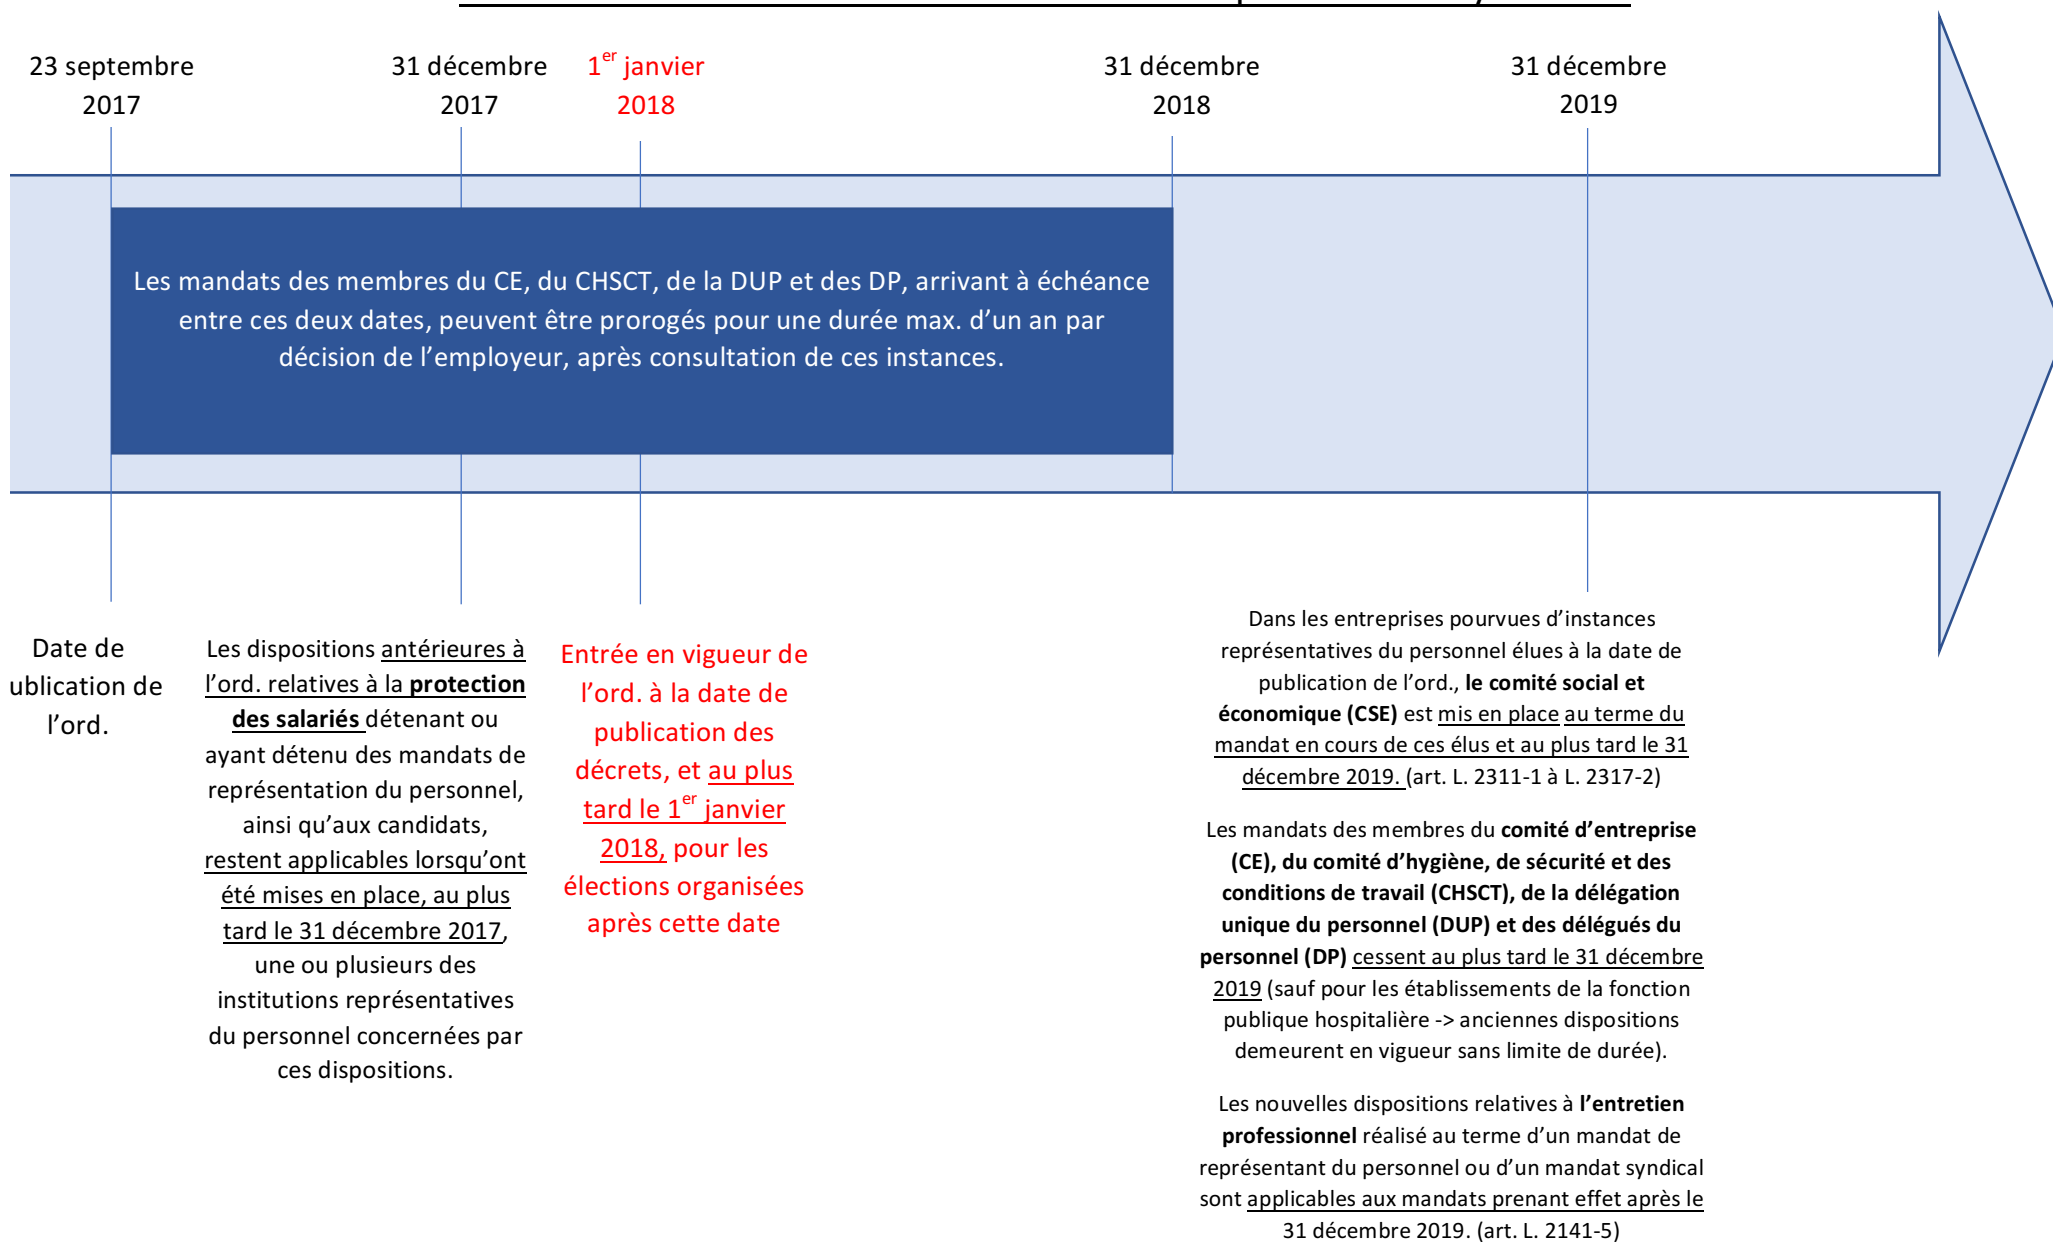 23 septembre
2017
31 décembre
2017
1er janvier
2018
31 décembre
2018
31 décembre
2019
Les mandats des membres du CE, du CHSCT, de la DUP et des DP, arrivant à échéance
entre ces deux dates, peuvent être prorogés pour une durée max. d’un an par
décision de l’employeur, après consultation de ces instances.
Date de
ublication de
l’ord.
Les dispositions antérieures à
l’ord. relatives à la protection
des salariés détenant ou
ayant détenu des mandats de
représentation du personnel,
ainsi qu’aux candidats,
restent applicables lorsqu’ont
été mises en place, au plus
tard le 31 décembre 2017,
une ou plusieurs des
institutions représentatives
du personnel concernées par
ces dispositions.
Entrée en vigueur de
l’ord. à la date de
publication des
décrets, et au plus
tard le 1er janvier
2018, pour les
élections organisées
après cette date
Dans les entreprises pourvues d’instances
représentatives du personnel élues à la date de
publication de l’ord., le comité social et
économique (CSE) est mis en place au terme du
mandat en cours de ces élus et au plus tard le 31
décembre 2019. (art. L. 2311-1 à L. 2317-2)
Les mandats des membres du comité d’entreprise
(CE), du comité d’hygiène, de sécurité et des
conditions de travail (CHSCT), de la délégation
unique du personnel (DUP) et des délégués du
personnel (DP) cessent au plus tard le 31 décembre
2019 (sauf pour les établissements de la fonction
publique hospitalière -> anciennes dispositions
demeurent en vigueur sans limite de durée).
Les nouvelles dispositions relatives à l’entretien
professionnel réalisé au terme d’un mandat de
représentant du personnel ou d’un mandat syndical
sont applicables aux mandats prenant effet après le
31 décembre 2019. (art. L. 2141-5)